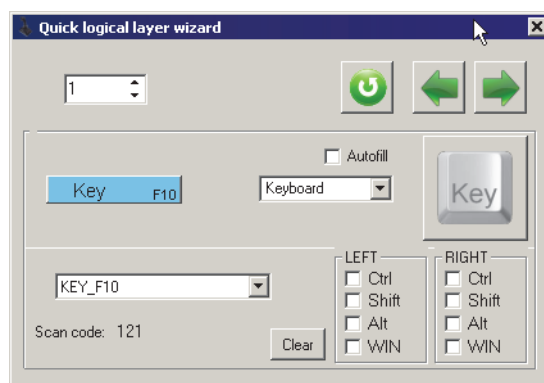 Quick logical layer wizard
1
Autofill
Key F10
Keyboard
Key
KEY_F10
Scan code: 121
Clear
LEFT
Ctrl
Shift
Alt
WIN
RIGHT
Ctrl
Shift
Alt
WIN